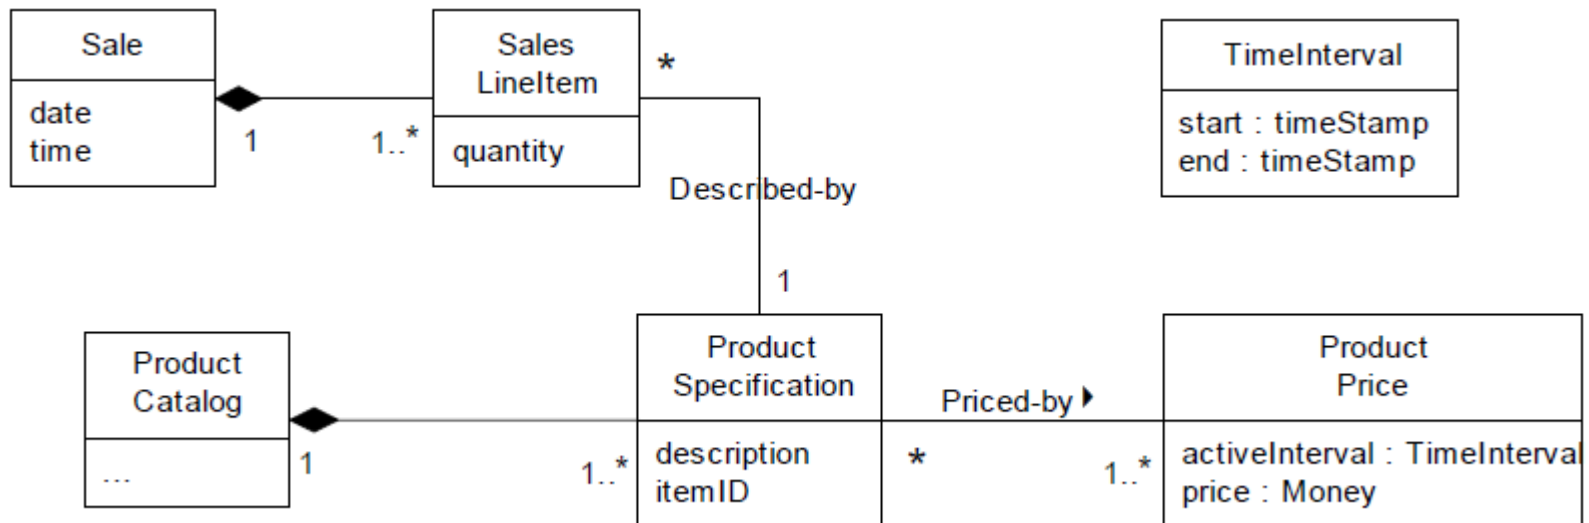 Sale
date
time
1
1..*
Sales
LineItem
quantity
*
Described-by
1
TimeInterval
start : timeStamp
end : timeStamp
Product
Catalog
...
1
1..*
Product
Specification
description
itemID
Priced-by
*
1..*
Product
Price
activeInterval : TimeInterval
price : Money